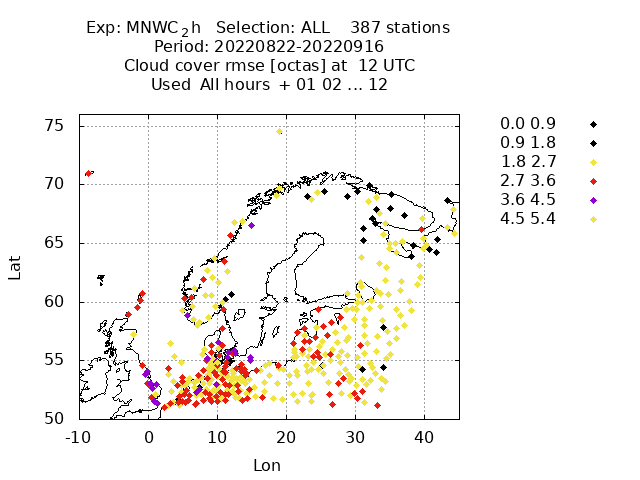 Exp: MNWC_2h   Selection: ALL    387 stations
Period: 20220822-20220916
Cloud cover rmse [octas] at  12 UTC
Used  All hours  + 01 02 ... 12
0.0 0.9
0.9 1.8
1.8 2.7
2.7 3.6
3.6 4.5
4.5 5.4
75
70
65
60
55
50
Lat
-10 0 10 20 30 40
Lon